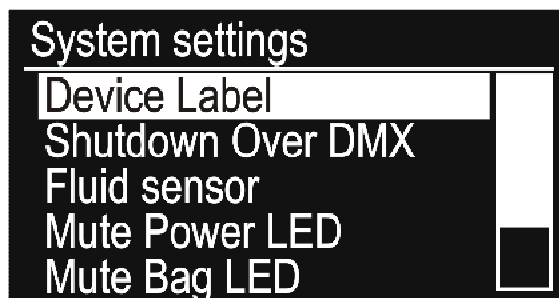 System settings
Device Label
Shutdown Over DMX
Fluid sensor
Mute Power LED
Mute Bag LED